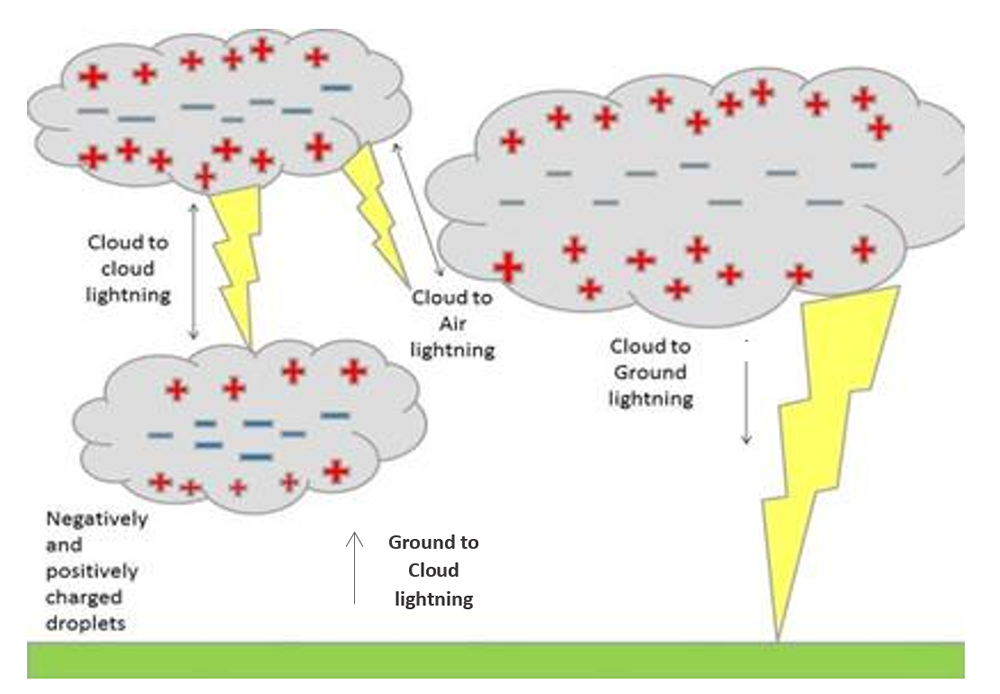 Cloud to
cloud
lightning
Cloud to
Air
lightning
Cloud to
Ground
lightning
Negatively
and
positively
charged
droplets
Ground to
Cloud
lightning